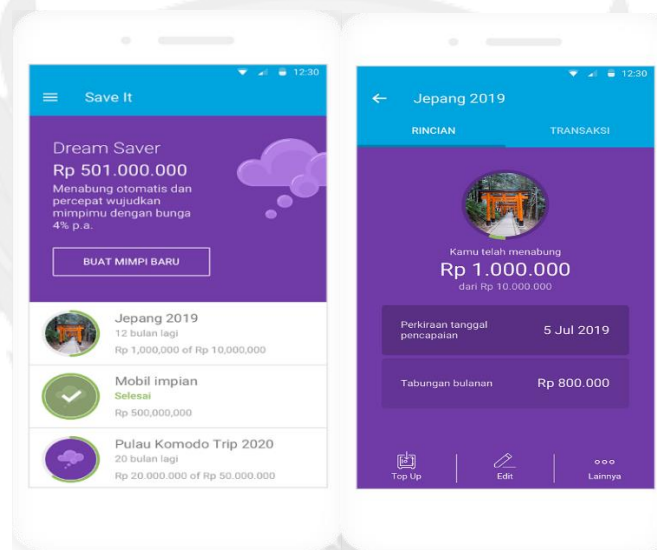 12:30
Save It
Dream Saver
Rp 501.000.000
Menabung otomatis dan
percepat wujudkan
mimpimu dengan bunga
4% p.a.
BUAT MIMPI BARU
Jepang 2019
12 bulan lagi
Rp 1,000,000 of Rp 10,000,000
Mobil impian
Selesai
Rp 500,000,000
Pulau Komodo Trip 2020
20 bulan lagi
Rp 20.000.000 of Rp 50.000.000
12:30
Jepang 2019
RINCIAN TRANSAKSI
Kamu telah menabung
Rp 1.000.000
dari Rp 10.000.000
Perkiraan tanggal
pencapaian
5 Jul 2019
Tabungan bulanan Rp 800.000
Top Up Edit Lainnya